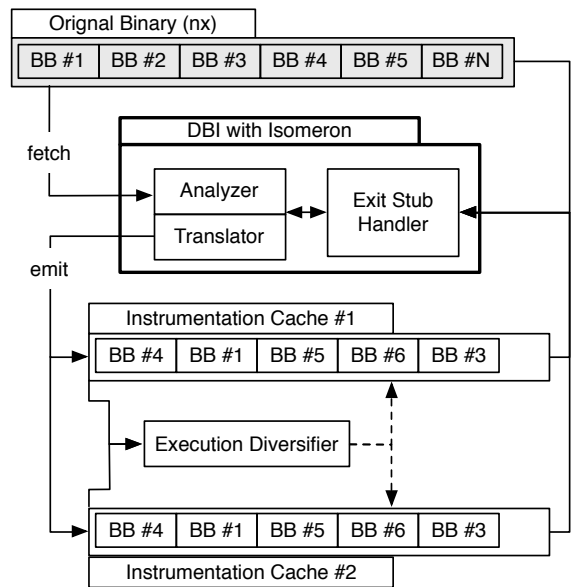 Orignal Binary (nx)
BB #1 BB #2 BB #3 BB #4 BB #5 BB #N
DBI with Isomeron
fetch
Analyzer
Translator
Exit Stub
Handler
emit
Instrumentation Cache #1
BB #4 BB #1 BB #5 BB #6 BB #3
Execution Diversifier
BB #4 BB #1 BB #5 BB #6 BB #3
Instrumentation Cache #2